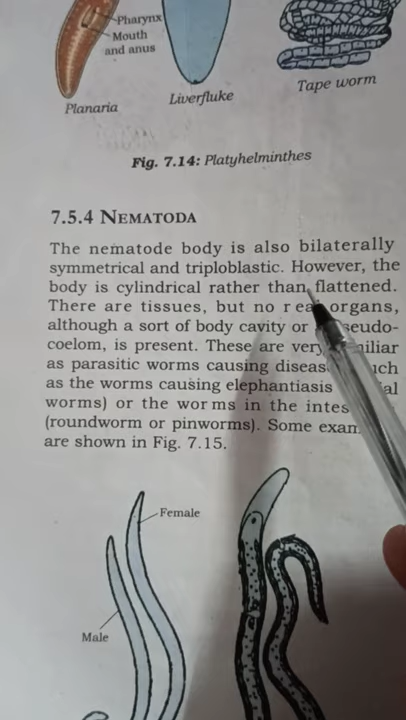 Pharynx
Mouth
and anus
Planaria
Liverfluke
Tape worm
Fig. 7.14: Platyhelminthes
7.5.4 NEMATODA
The nematode body is also bilaterally
symmetrical and triploblastic. However, the
body is cylindrical rather than flattened.
There are tissues, but no real organs,
although a sort of body cavity or
coelom, is present. These are very
as parasitic worms causing
as the worms causing elephantiasis
worms) or the worms in the
(roundworm or pinworms). Some
are shown in Fig. 7.15.
Female
Male